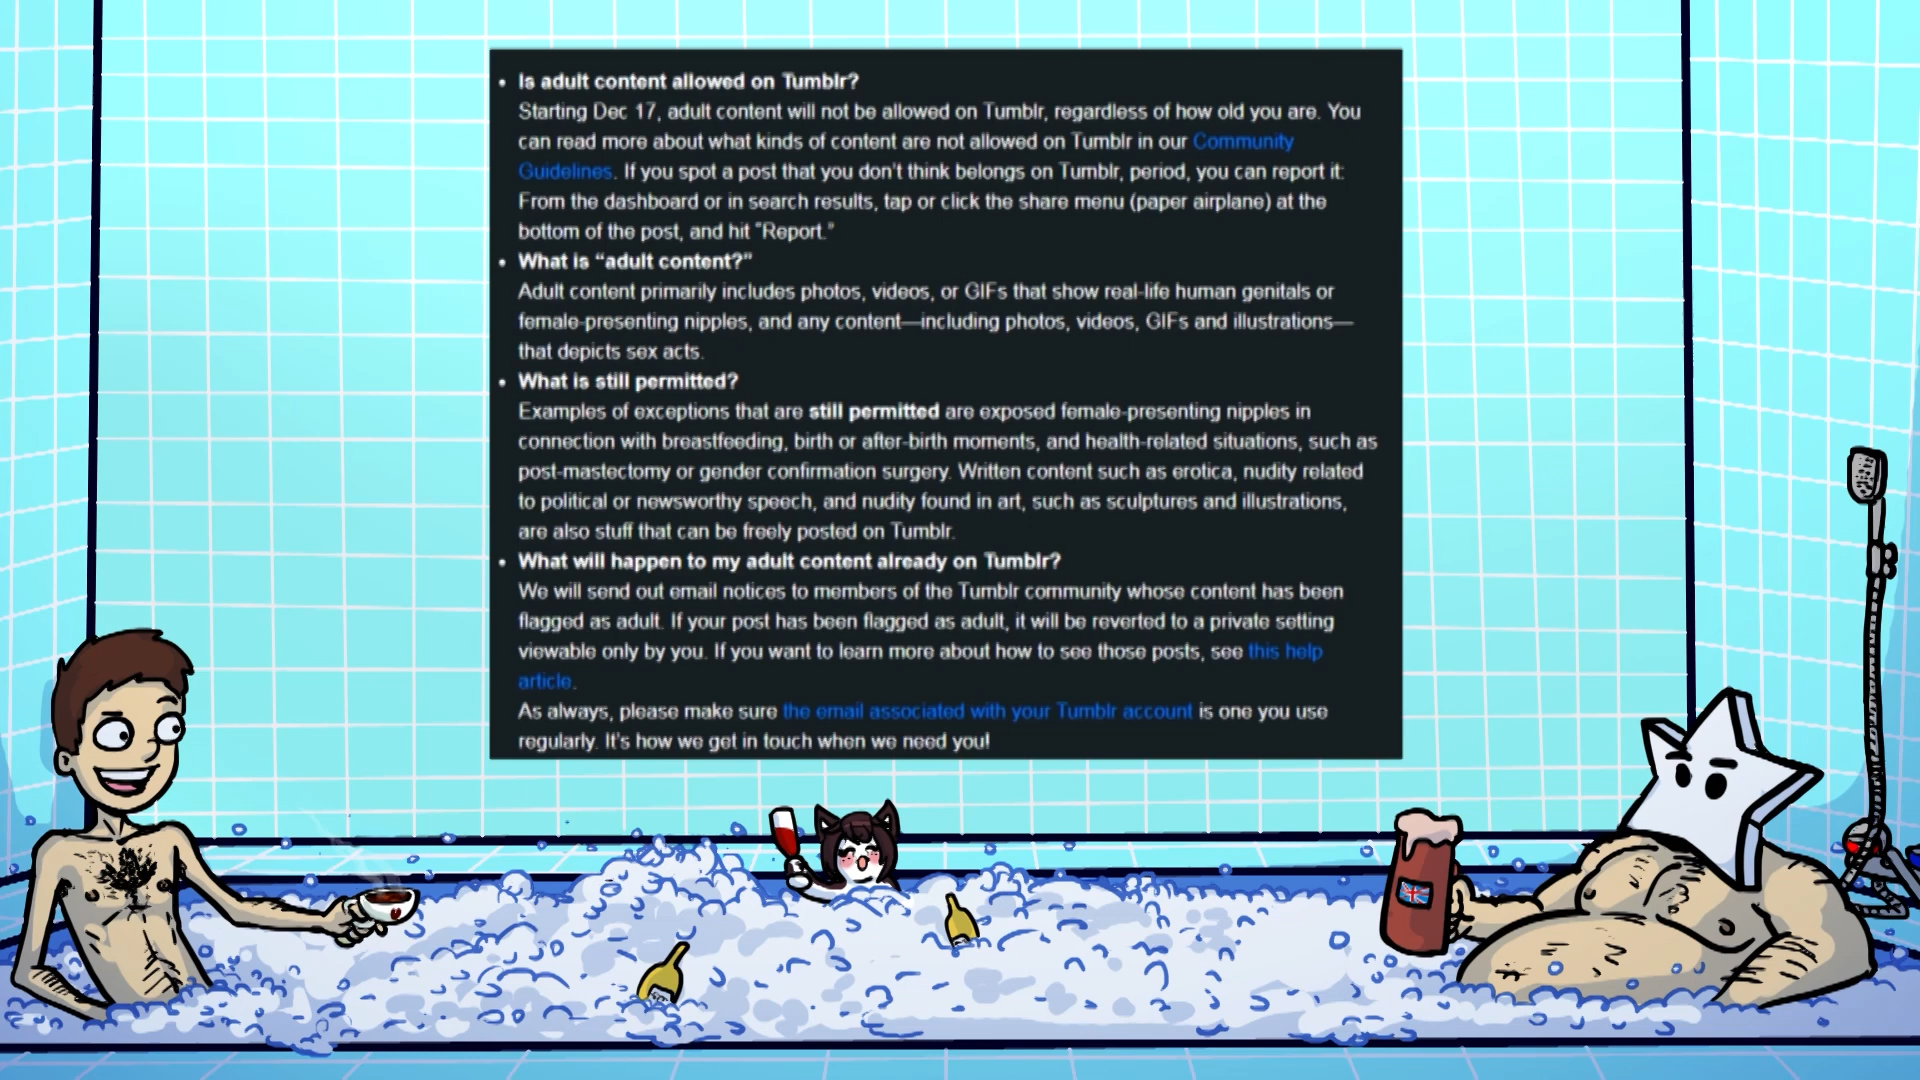 • Is adult content allowed on Tumblr?
Starting Dec 17, adult content will not be allowed on Tumblr, regardless of how old you are. You
can read more about what kinds of content are not allowed on Tumblr in our Community
Guidelines. If you spot a post that you don't think belongs on Tumblr, period, you can report it:
From the dashboard or in search results, tap or click the share menu (paper airplane) at the
bottom of the post, and hit “Report.”
• What is “adult content?”
Adult content primarily includes photos, videos, or GIFs that show real-life human genitals or
female-presenting nipples, and any content—including photos, videos, GIFs and illustrations—
that depicts sex acts.
• What is still permitted?
Examples of exceptions that are still permitted are exposed female-presenting nipples in
connection with breastfeeding, birth or after-birth moments, and health-related situations, such as
post-mastectomy or gender confirmation surgery. Written content such as erotica, nudity related
to political or newsworthy speech, and nudity found in art, such as sculptures and illustrations,
are also stuff that can be freely posted on Tumblr.
• What will happen to my adult content already on Tumblr?
We will send out email notices to members of the Tumblr community whose content has been
flagged as adult. If your post has been flagged as adult, it will be reverted to a private setting
viewable only by you. If you want to learn more about how to see those posts, see this help
article.
As always, please make sure the email associated with your Tumblr account is one you use
regularly. It's how we get in touch when we need you!